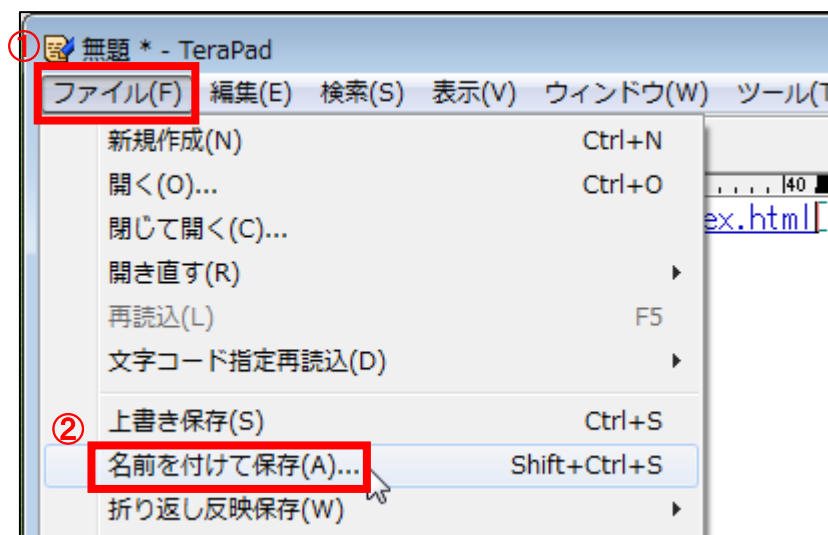 ①
無題 * - TeraPad
ファイル(F) 編集(E) 検索(S) 表示(V) ウィンドウ(W) ツール(T
新規作成(N) Ctrl+N
開く(O)... Ctrl+O
40
ex.html
閉じて開く(C)...
開き直す(R)
再読込(L) F5
文字コード指定再読込(D)
上書き保存(S) Ctrl+S
②
名前を付けて保存(A)... Shift+Ctrl+S
折り返し反映保存(W)